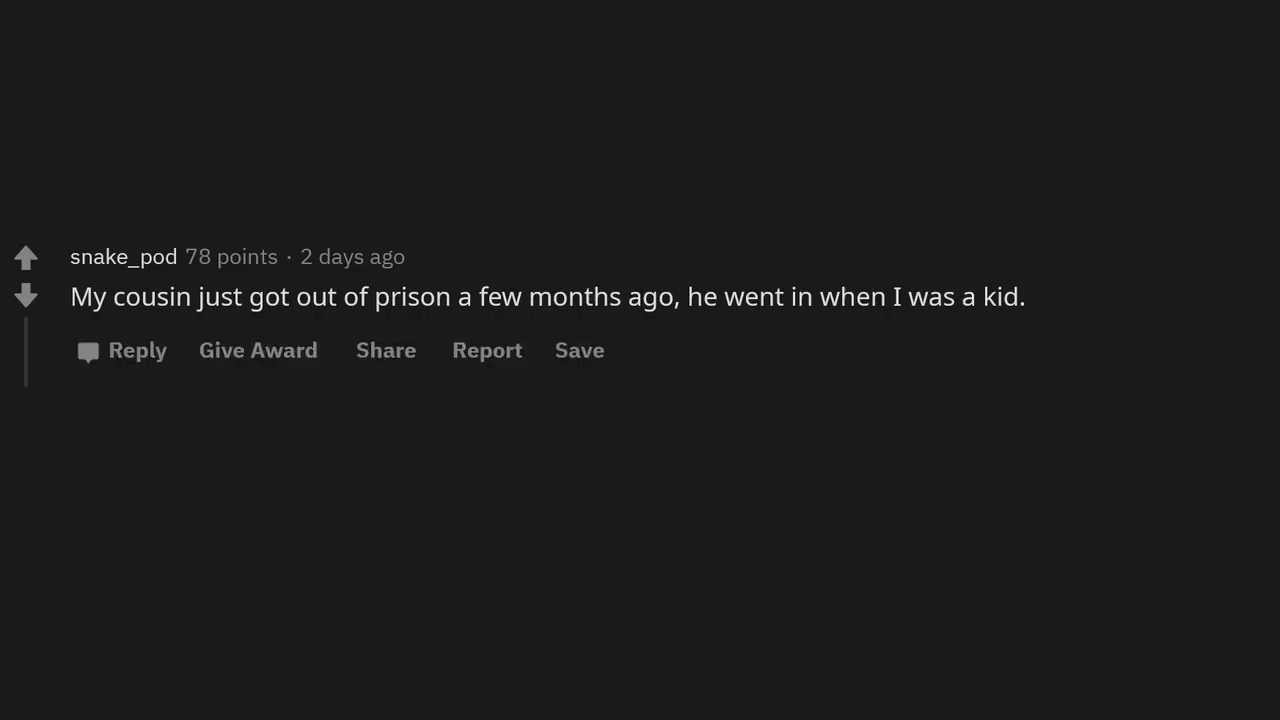 snake_pod 78 points · 2 days ago
My cousin just got out of prison a few months ago, he went in when I was a kid.
Reply Give Award Share Report Save